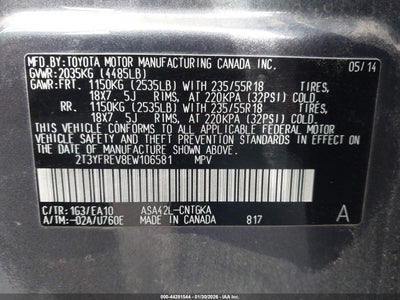 MFD.BY: TOYOTA MOTOR MANUFACTURING CANADA INC.
05/14
GVWR: 2035KG (4485LB)
GAWR: FRT. 1150KG (2535LB) WITH 235/55R18 TIRES,
18X7. 5J RIMS, AT 220KPA (32PSI) COLD.
RR. 1150KG (2535LB) WITH 235/55R18 TIRES,
18X7. 5J RIMS, AT 220KPA (32PSI) COLD.
THIS VEHICLE CONFORMS TO ALL APPLICABLE FEDERAL MOTOR
VEHICLE SAFETY AND THEFT PREVENTION STANDARDS IN EFFECT
ON THE DATE OF MANUFACTURE SHOWN ABOVE.
2T3YFREV8EW106581 MPV
C/TR: 1G3/EA10 ASA42L-CNTGKA
A/TM: -02A/U760E MADE IN CANADA 817
A
# 44281544 - 01/30/2026 - IAAI